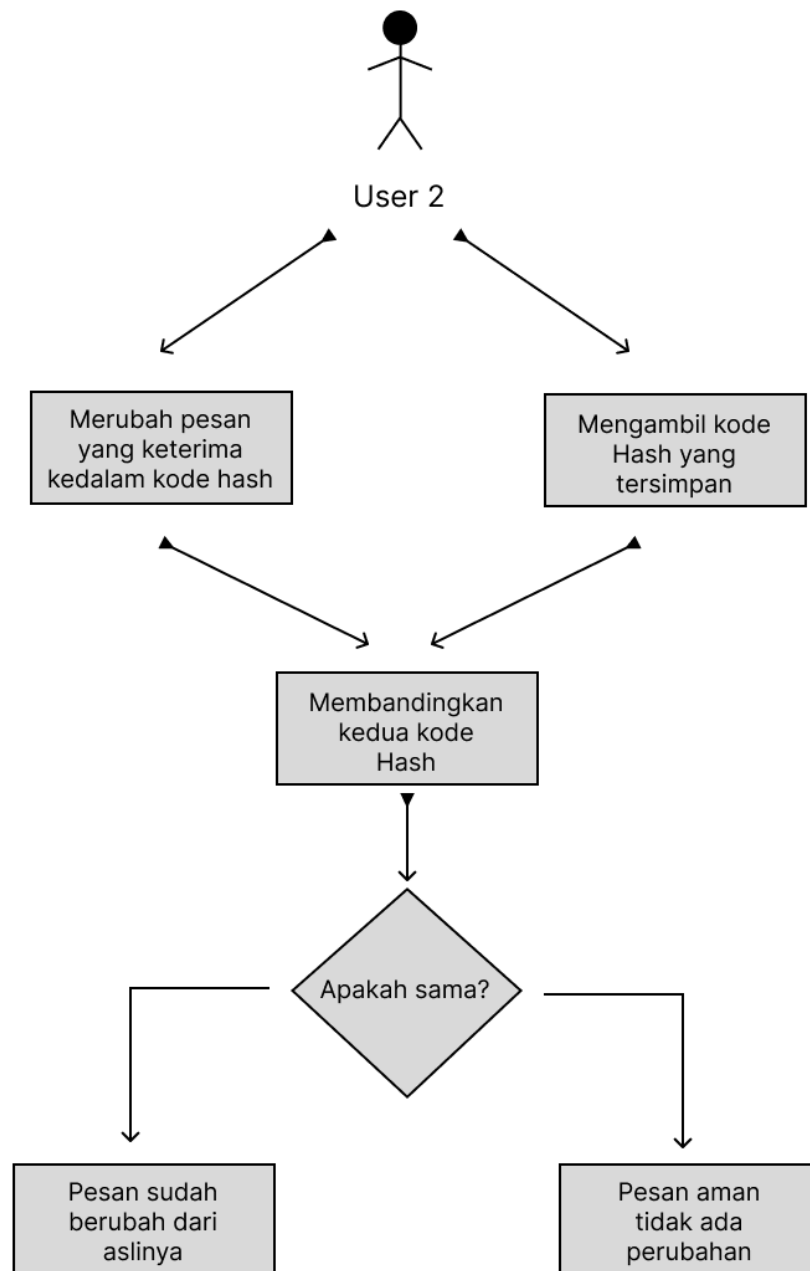 User 2
Merubah pesan
yang keterima
kedalam kode hash
Mengambil kode
Hash yang
tersimpan
Membandingkan
kedua kode
Hash
Apakah sama?
Pesan sudah
berubah dari
aslinya
Pesan aman
tidak ada
perubahan